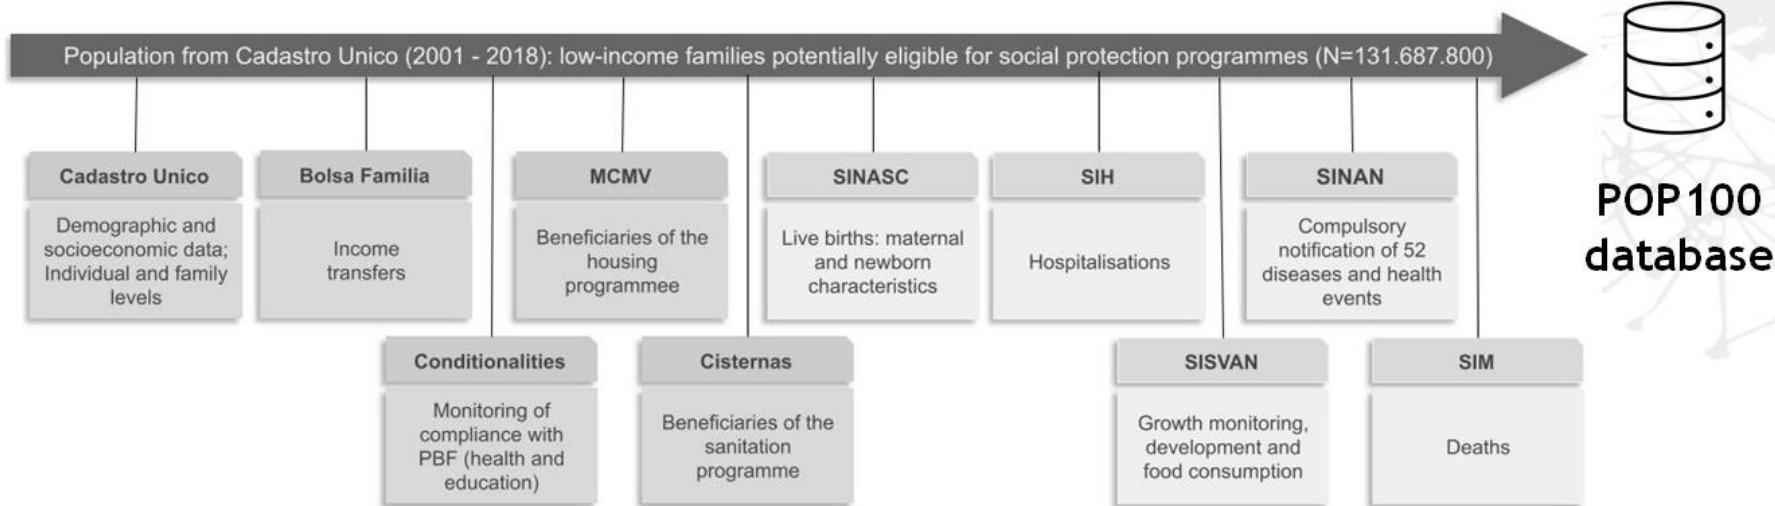 Population from Cadastro Unico (2001 - 2018): low-income families potentially eligible for social protection programmes (N=131.687.800)
POP100
database
Cadastro Unico
Demographic and
socioeconomic data;
Individual and family
levels
Bolsa Familia
Income
transfers
MCMV
Beneficiaries of the
housing
programmee
SINASC
Live births: maternal
and newborn
characteristics
SIH
Hospitalisations
SINAN
Compulsory
notification of 52
diseases and health
events
Conditionalities
Monitoring of
compliance with
PBF (health and
education)
Cisternas
Beneficiaries of the
sanitation
programme
SISVAN
Growth monitoring,
development and
food consumption
SIM
Deaths